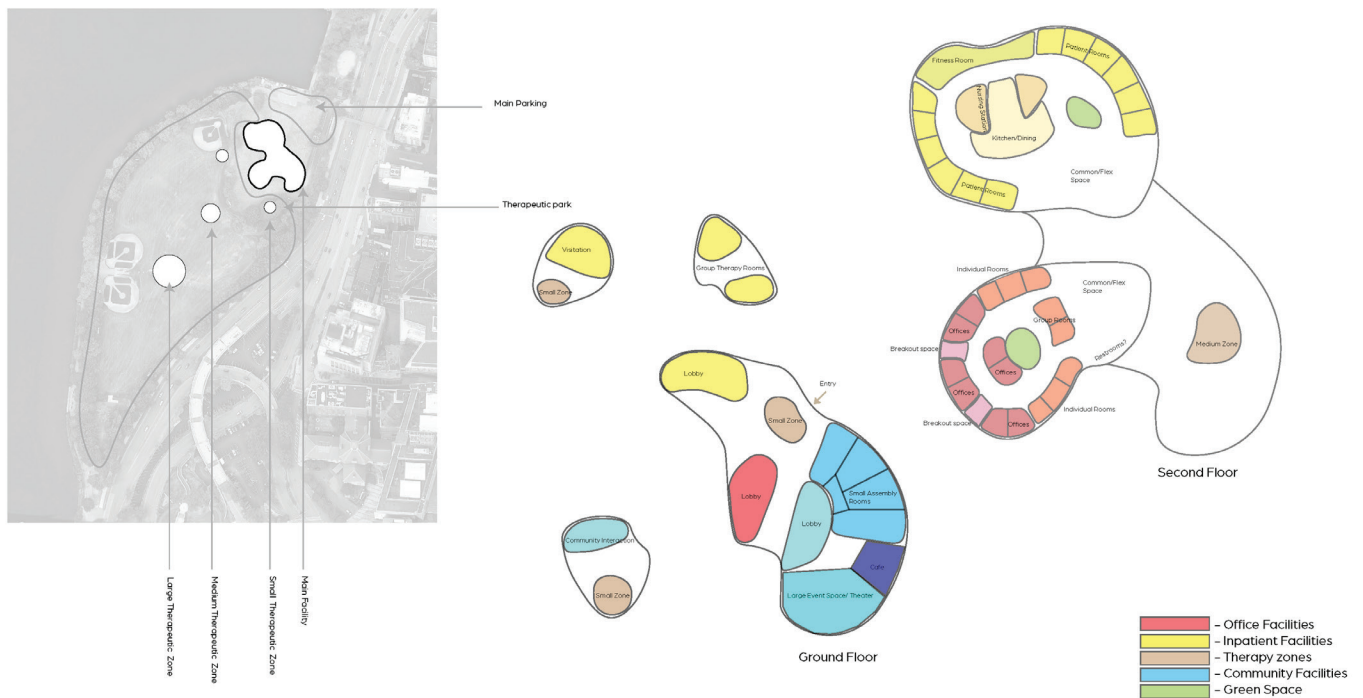 Main Parking
Therapeutic park
Large Therapeutic Zone
Medium Therapeutic Zone
Small Therapeutic Zone
Main Facility
Visitation
Small Zone
Group Therapy Rooms
Lobby
Small Zone
Entry
Lobby
Lobby
Small Assembly
Rooms
Cafe
Large Event Space/ Theater
Community Interaction
Small Zone
Ground Floor
Fitness Room
Patient Rooms
Nursing Station
Kitchen/Dining
Common/Flex
Space
Patient Rooms
Individual Rooms
Common/Flex
Space
Offices
Group Rooms
Breakout space
Restrooms?
Offices
Offices
Individual Rooms
Breakout space
Offices
Medium Zone
Second Floor
- Office Facilities
- Inpatient Facilities
- Therapy zones
- Community Facilities
- Green Space